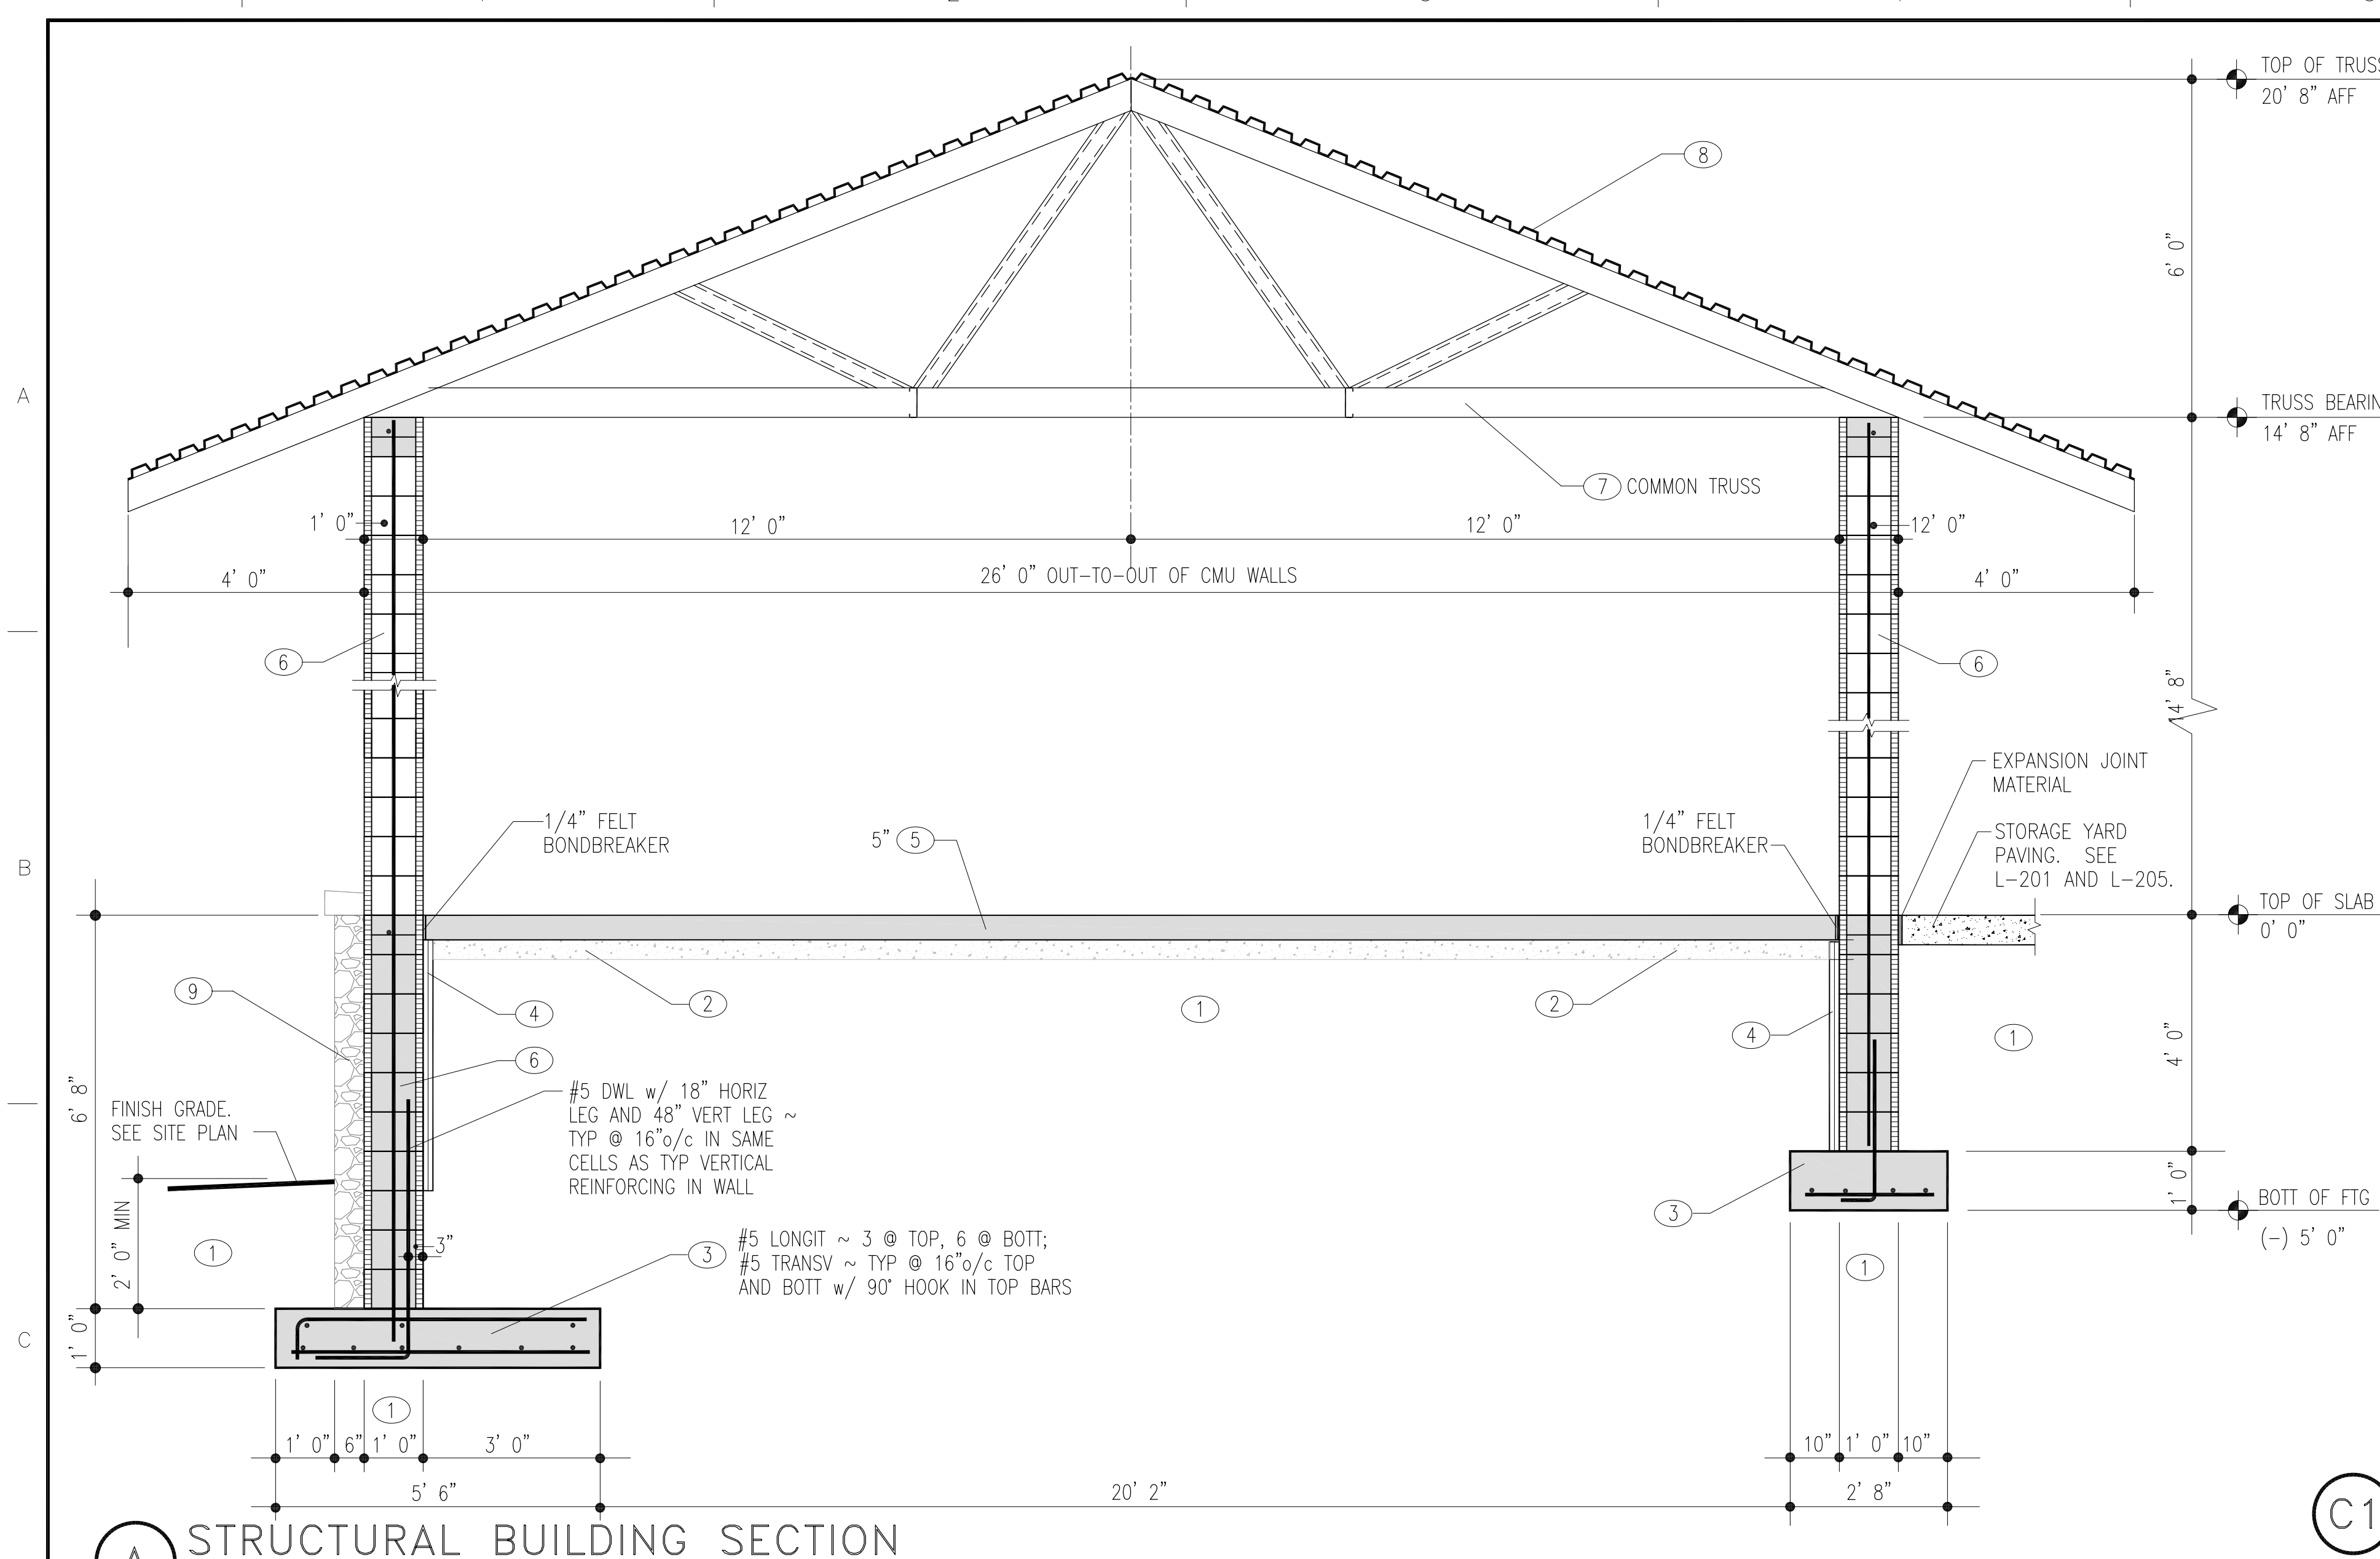 TOP OF TRUSS
20' 8" AFF
8
6' 0"
A
TRUSS BEARIN
14' 8" AFF
7 COMMON TRUSS
1' 0"
12' 0"
12' 0"
12' 0"
4' 0"
26' 0" OUT-TO-OUT OF CMU WALLS
4' 0"
6
6
14' 8"
EXPANSION JOINT
MATERIAL
1/4" FELT
BONDBREAKER
5" 5
1/4" FELT
BONDBREAKER
STORAGE YARD
PAVING. SEE
L-201 AND L-205.
B
TOP OF SLAB
0' 0"
9
4
2
1
2
4
1
4' 0"
6
6' 8"
FINISH GRADE.
SEE SITE PLAN
#5 DWL w/ 18" HORIZ
LEG AND 48" VERT LEG ~
TYP @ 16"o/c IN SAME
CELLS AS TYP VERTICAL
REINFORCING IN WALL
2' 0" MIN
1
3"
3
#5 LONGIT ~ 3 @ TOP, 6 @ BOTT;
#5 TRANSV ~ TYP @ 16"o/c TOP
AND BOTT w/ 90° HOOK IN TOP BARS
3
1
1' 0"
BOTT OF FTG
(-) 5' 0"
C
1' 0"
1
1' 0"
6"
1' 0"
3' 0"
10"
1' 0"
10"
5' 6"
20' 2"
2' 8"
C1
STRUCTURAL BUILDING SECTION